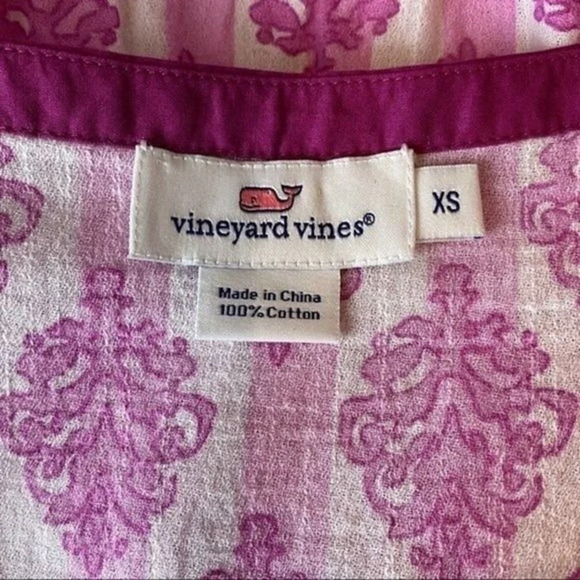 vineyard vines®
XS
Made in China
100% Cotton